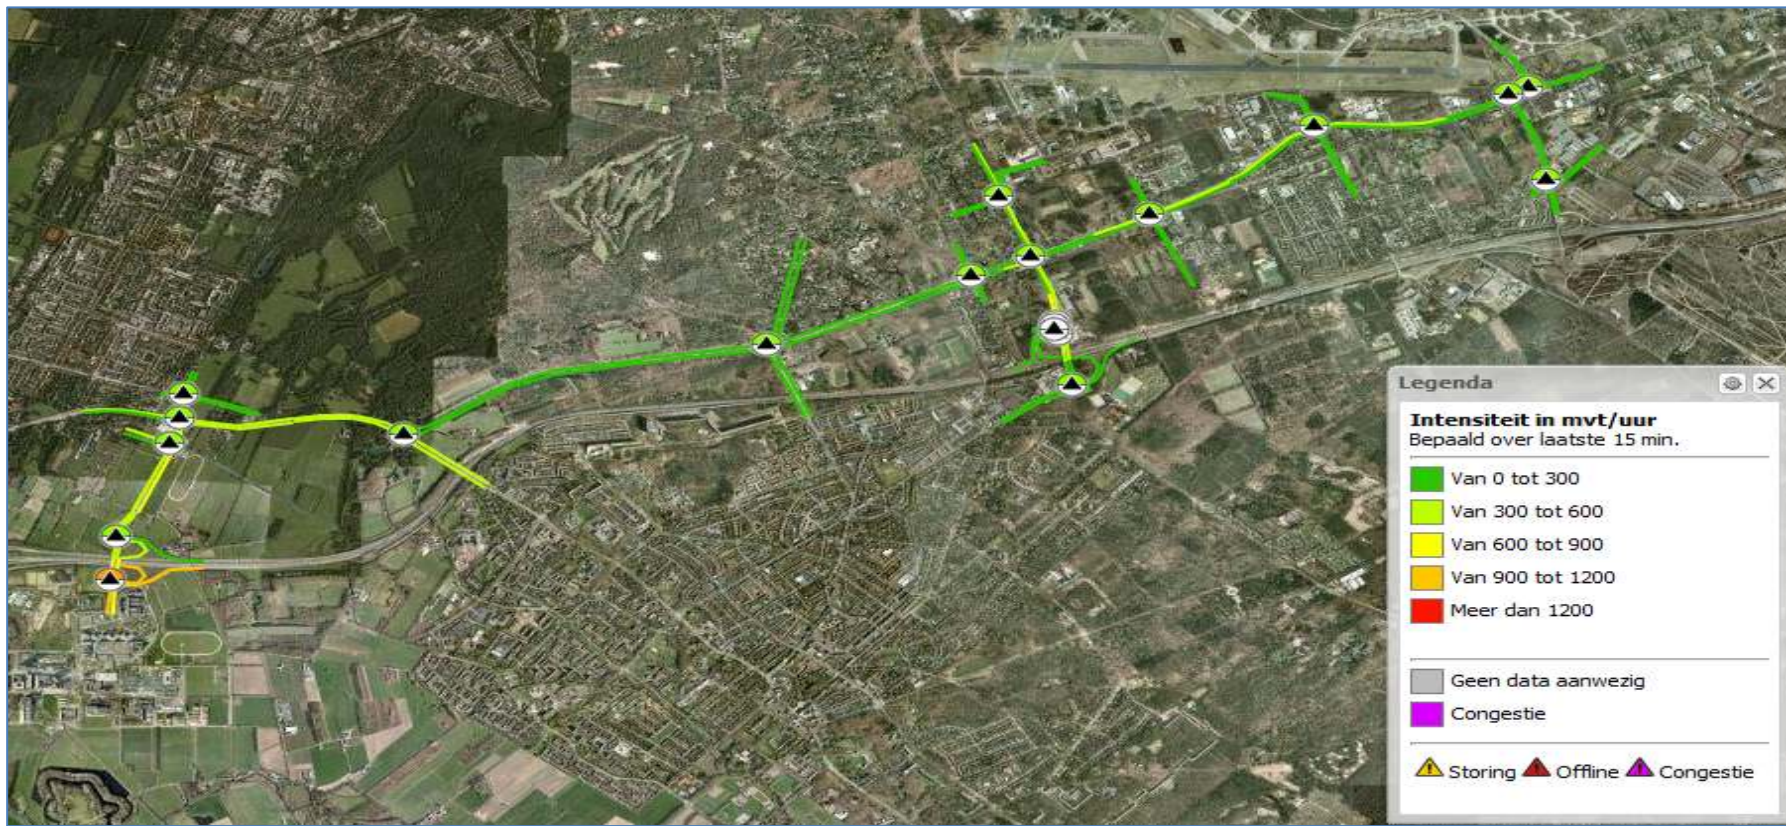 Legenda
Intensiteit in mvt/uur
Bepaald over laatste 15 min.
Van 0 tot 300
Van 300 tot 600
Van 600 tot 900
Van 900 tot 1200
Meer dan 1200
Geen data aanwezig
Congestie
Storing Offline Congestie